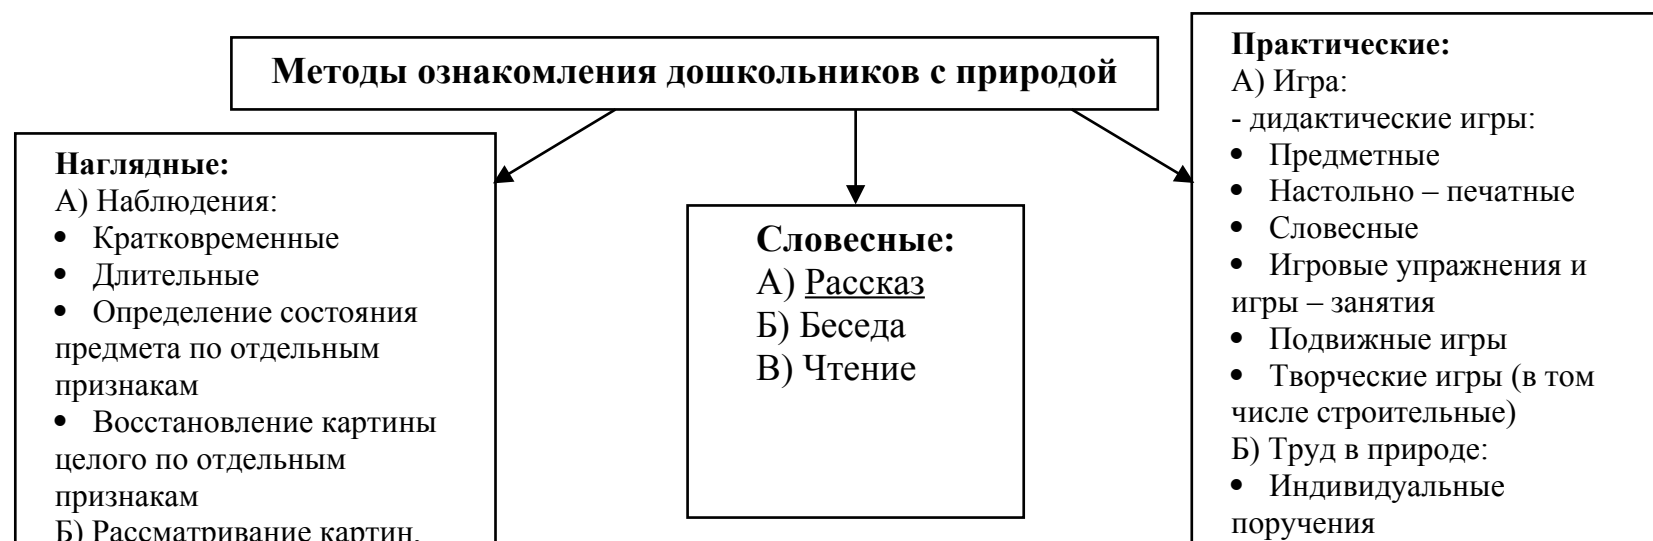 Методы ознакомления дошкольников с природой
Наглядные:
А) Наблюдения:
• Кратковременные
• Длительные
• Определение состояния
предмета по отдельным
признакам
• Восстановление картины
целого по отдельным
признакам
Б) Рассматривание картин,
Словесные:
А) Рассказ
Б) Беседа
В) Чтение
Практические:
А) Игра:
- дидактические игры:
• Предметные
• Настольно – печатные
• Словесные
• Игровые упражнения и
игры – занятия
• Подвижные игры
• Творческие игры (в том
числе строительные)
Б) Труд в природе:
• Индивидуальные
поручения